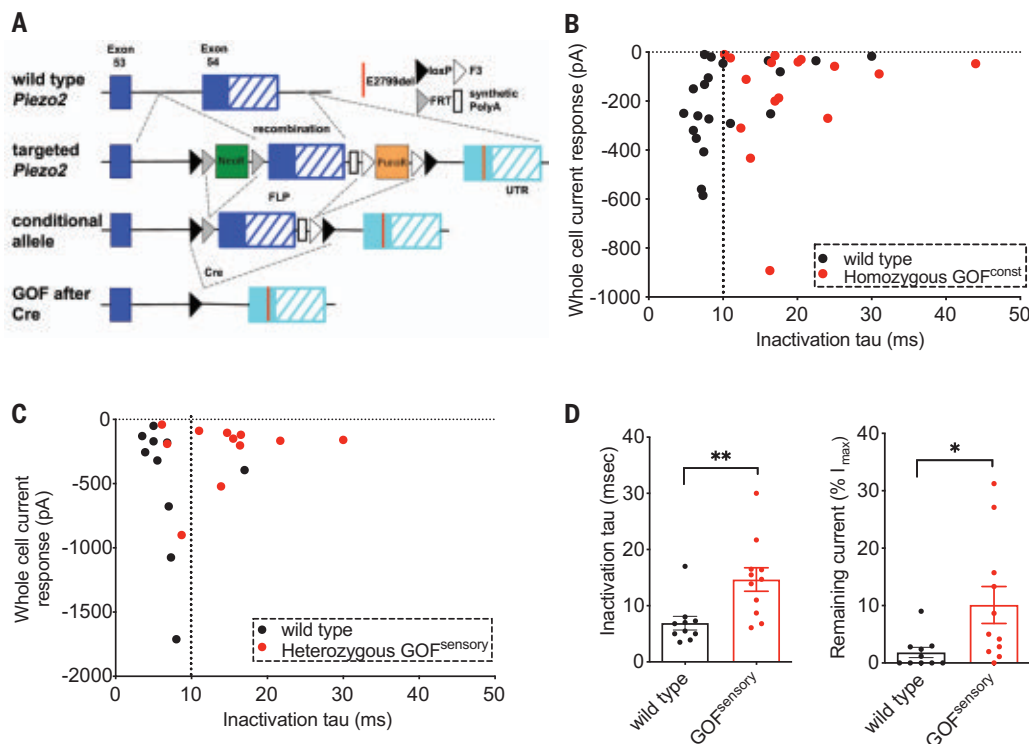 A
Exon
53
Exon
54
wild type
Piezo2
E2799del
loxP
F3
FRT
synthetic
PolyA
recombination
targeted
Piezo2
NeoR
PuroR
UTR
FLP
conditional
allele
Cre
GOF after
Cre
B
Whole cell current response (pA)
0
-200
-400
-600
-800
-1000
wild type
Homozygous GOFconst
0
10
20
30
40
50
Inactivation tau (ms)
C
Whole cell current
response (pA)
0
-500
-1000
-1500
-2000
wild type
Heterozygous GOFsensory
0
10
20
30
40
50
Inactivation tau (ms)
D
Inactivation tau (msec)
40
30
20
10
0
**
wild type
GOFsensory
Remaining current (% Imax)
40
30
20
10
0
*
wild type
GOFsensory